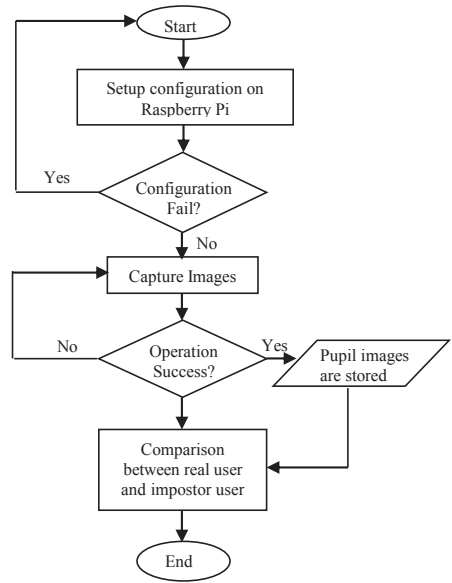 Start
Setup configuration on
Raspberry Pi
Yes
Configuration
Fail?
No
Capture Images
No
Operation
Success?
Yes
Pupil images
are stored
Comparison
between real user
and impostor user
End